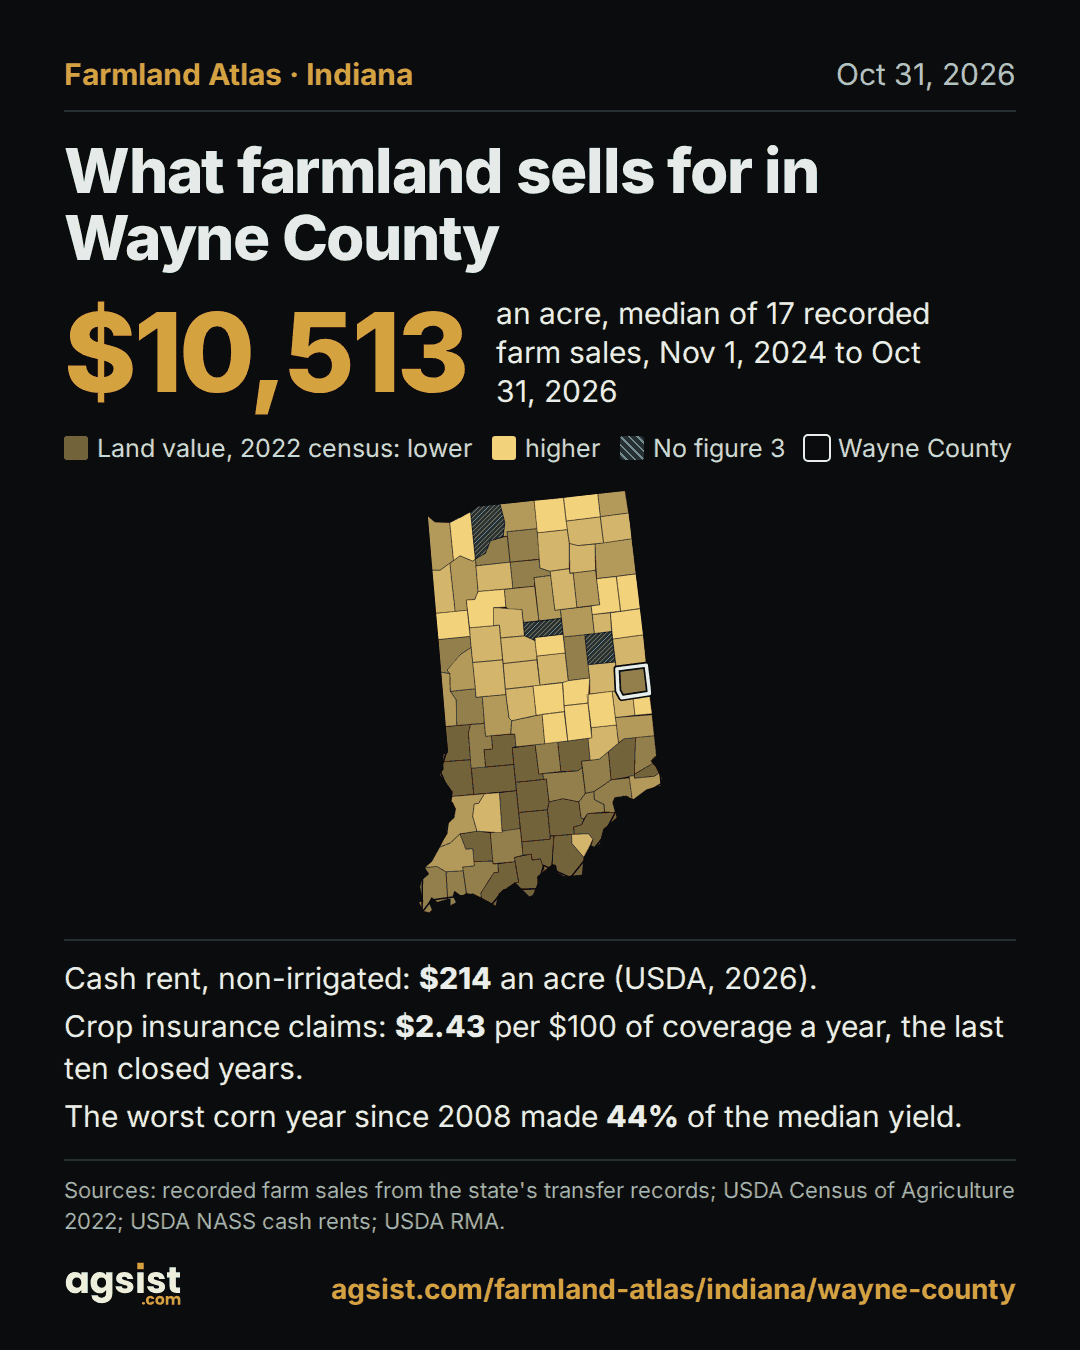 Farmland Atlas · Indiana
Oct 31, 2026
What farmland sells for in
Wayne County
$10,513
an acre, median of 17 recorded
farm sales, Nov 1, 2024 to Oct
31, 2026
Land value, 2022 census: lower
higher
No figure 3
Wayne County
Cash rent, non-irrigated: $214 an acre (USDA, 2026).
Crop insurance claims: $2.43 per $100 of coverage a year, the last
ten closed years.
The worst corn year since 2008 made 44% of the median yield.
Sources: recorded farm sales from the state's transfer records; USDA Census of Agriculture
2022; USDA NASS cash rents; USDA RMA.
agsist
.com
agsist.com/farmland-atlas/indiana/wayne-county